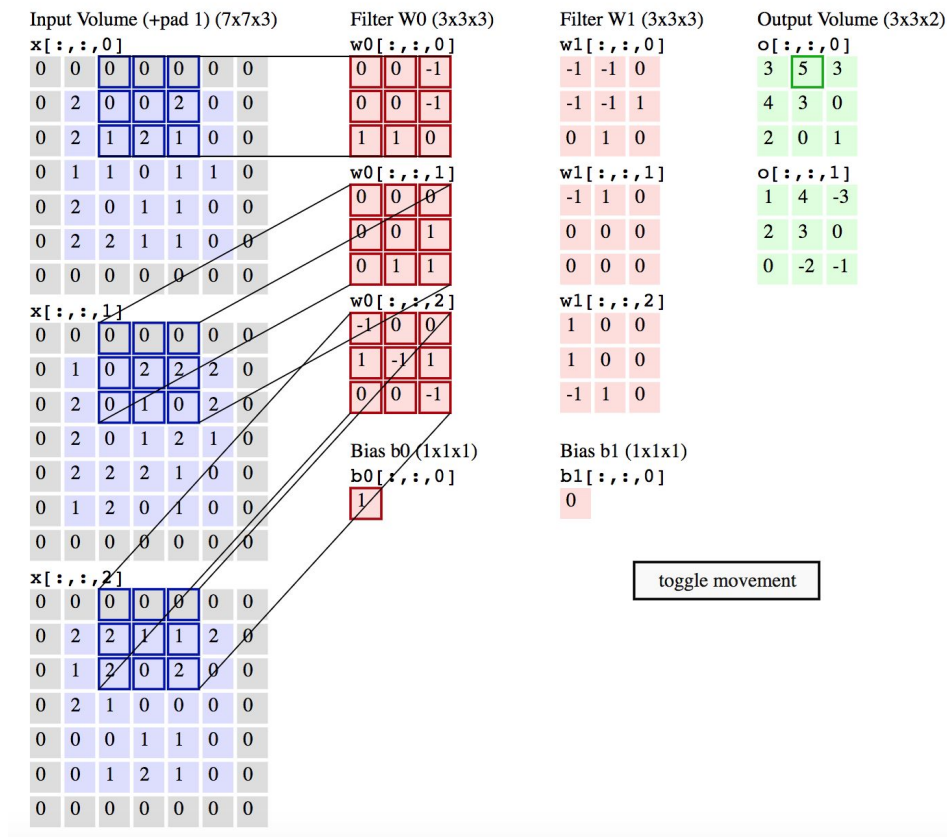 Input Volume (+pad 1) (7x7x3)
x[:,:,0]
0 0 0 0 0 0 0
0 2 0 0 2 0 0
0 2 1 2 1 0 0
0 1 1 0 1 1 0
0 2 0 1 1 0 0
0 2 2 1 1 0 0
0 0 0 0 0 0 0
x[:,:,1]
0 0 0 0 0 0 0
0 1 0 2 2 2 0
0 2 0 1 0 2 0
0 2 0 1 2 1 0
0 2 2 2 1 0 0
0 1 2 0 1 0 0
0 0 0 0 0 0 0
x[:,:,2]
0 0 0 0 0 0 0
0 2 2 1 1 2 0
0 1 2 0 2 0 0
0 2 1 0 0 0 0
0 0 0 1 1 0 0
0 0 1 2 1 0 0
0 0 0 0 0 0 0
Filter W0 (3x3x3)
w0[:,:,0]
0 0 -1
0 0 -1
1 1 0
w0[:,:,1]
0 0 0
0 0 1
0 1 1
w0[:,:,2]
-1 0 0
1 -1 1
0 0 -1
Bias b0 (1x1x1)
b0[:,:,0]
1
Filter W1 (3x3x3)
w1[:,:,0]
-1 -1 0
-1 -1 1
0 1 0
w1[:,:,1]
-1 1 0
0 0 0
0 0 0
w1[:,:,2]
1 0 0
1 0 0
-1 1 0
Bias b1 (1x1x1)
b1[:,:,0]
0
Output Volume (3x3x2)
o[:,:,0]
3 5 3
4 3 0
2 0 1
o[:,:,1]
1 4 -3
2 3 0
0 -2 -1
toggle movement